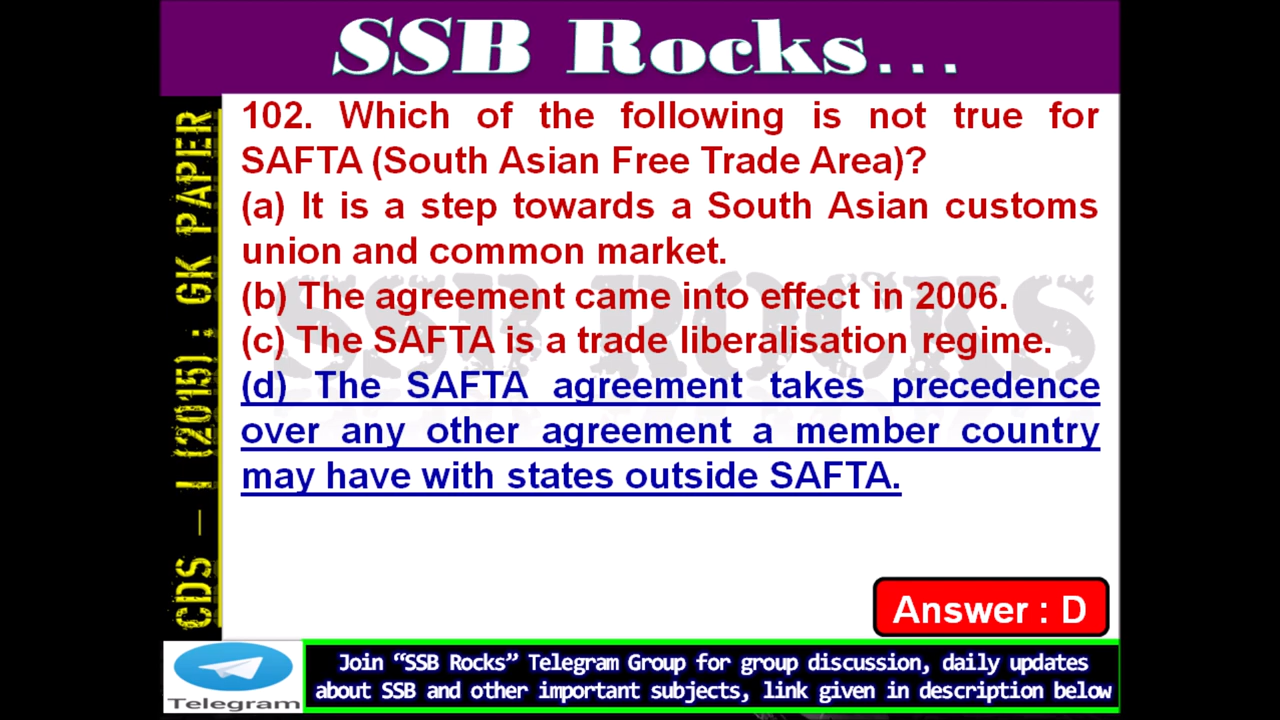 SSB Rocks...
CDS – I (2015) : GK PAPER
SSB ROCKS
102. Which of the following is not true for
SAFTA (South Asian Free Trade Area)?
(a) It is a step towards a South Asian customs
union and common market.
(b) The agreement came into effect in 2006.
(c) The SAFTA is a trade liberalisation regime.
(d) The SAFTA agreement takes precedence
over any other agreement a member country
may have with states outside SAFTA.
Answer : D
Telegram
Join “SSB Rocks” Telegram Group for group discussion, daily updates
about SSB and other important subjects, link given in description below